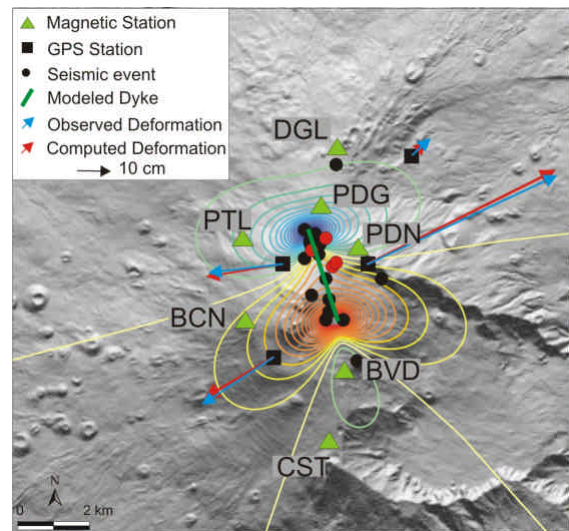 Magnetic Station
GPS Station
Seismic event
Modeled Dyke
Observed Deformation
Computed Deformation
10 cm
DGL
PDG
PTL
PDN
BCN
BVD
CST
N
0 2 km